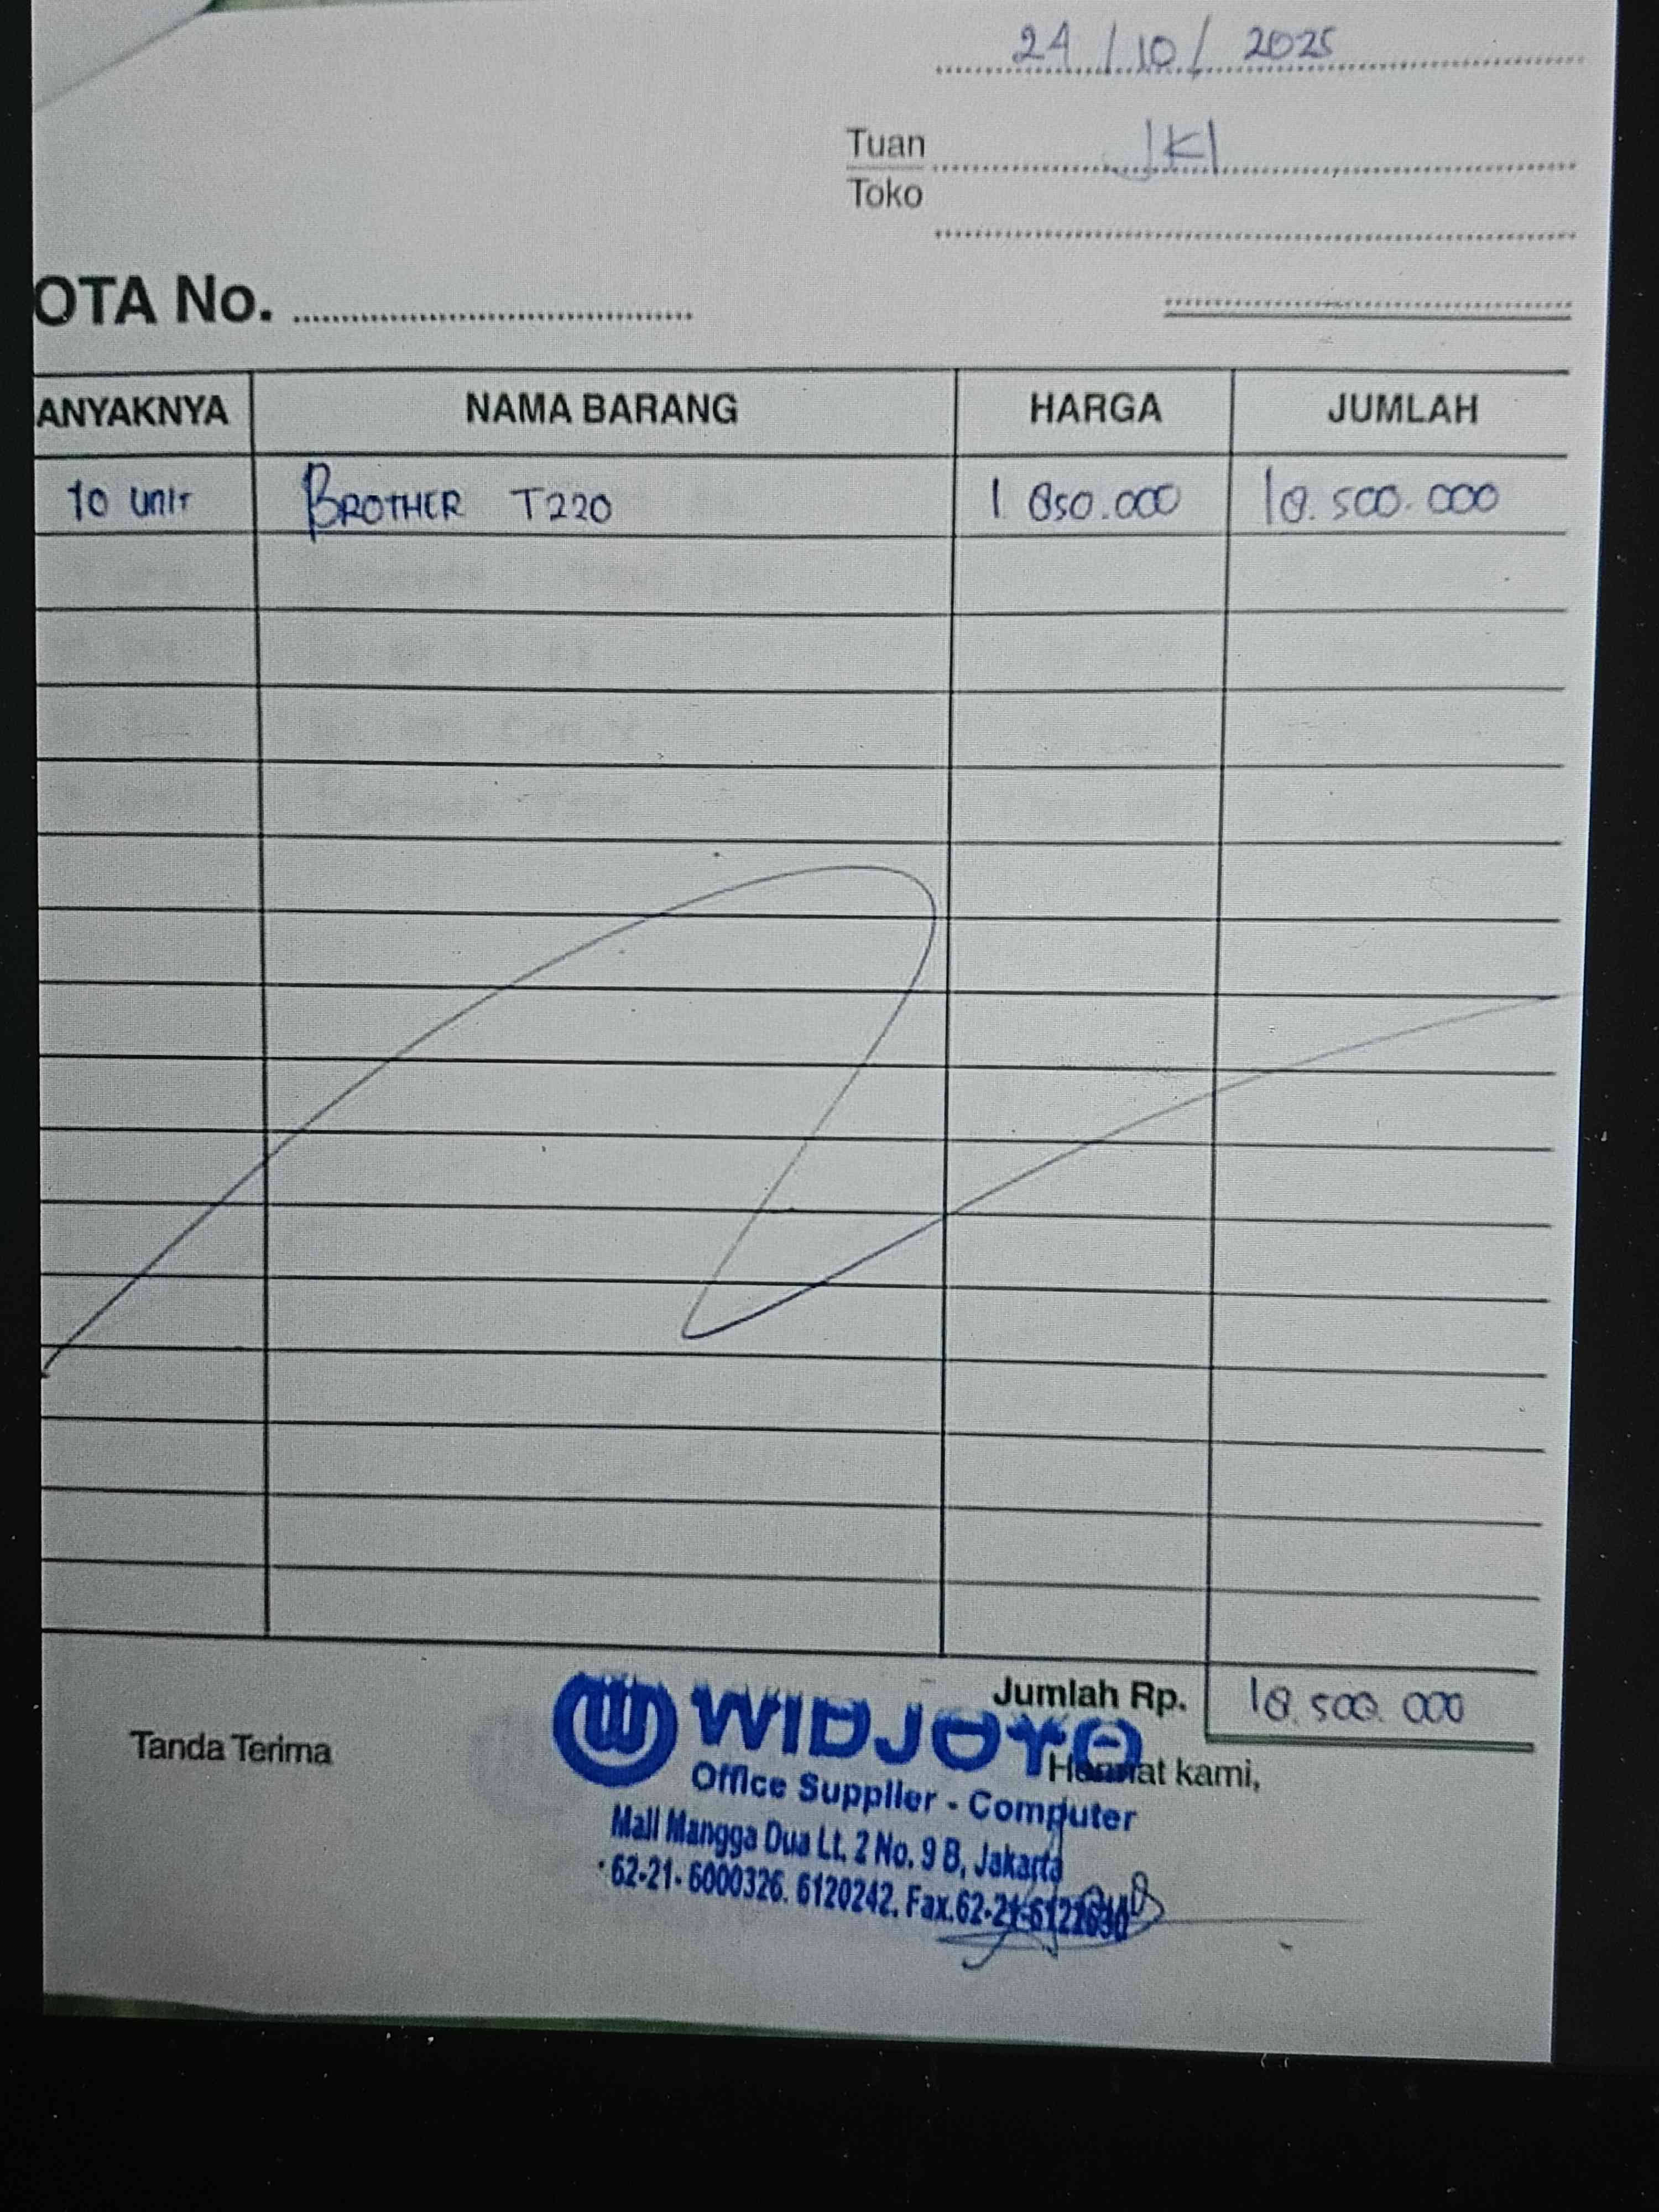 24 / 10 / 2025
Tuan JKI
Toko
OTA No.
ANYAKNYA NAMA BARANG HARGA JUMLAH
10 UNIT BROTHER T220 1 850.000 18.500.000
Jumlah Rp. 18.500.000
Tanda Terima
WIDJOYO
Hormat kami,
Office Supplier - Computer
Mall Mangga Dua Lt. 2 No. 9 B, Jakarta
62-21- 6000326. 6120242. Fax.62-21-6122630